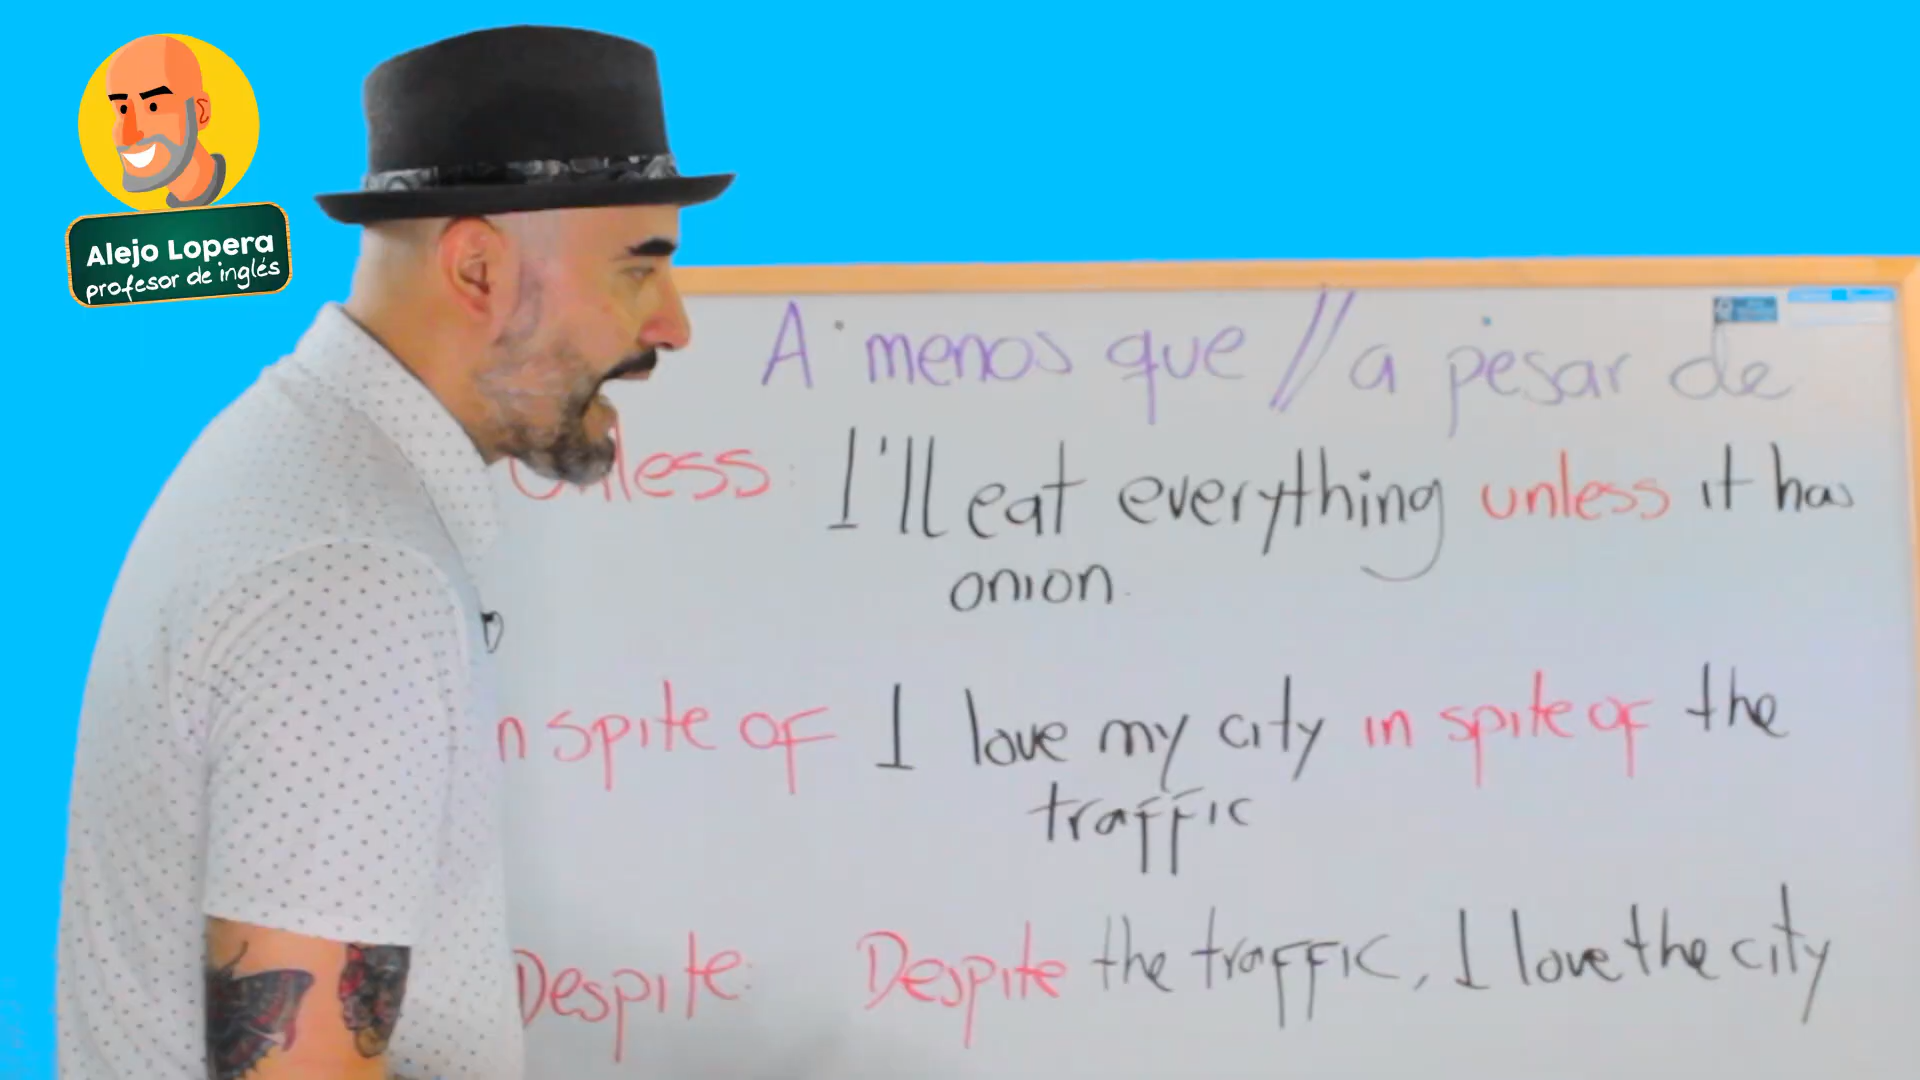 Alejo Lopera
profesor de inglés
A menos que // a pesar de
Unless: I'll eat everything unless it has
onion.
n spite of I love my city in spite of the
traffic
Despite: Despite the traffic, I love the city